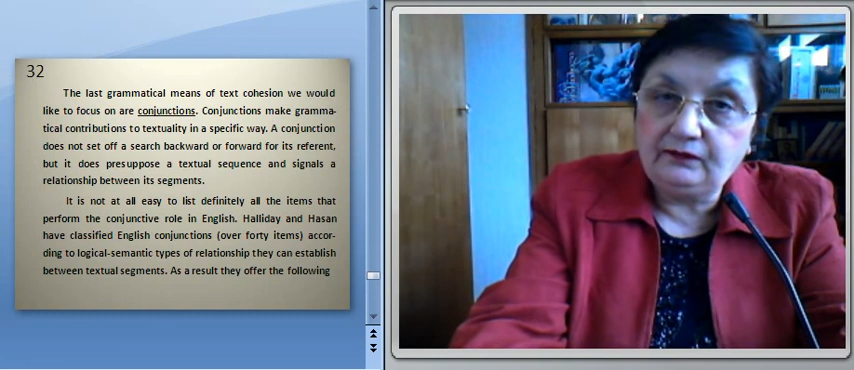 32
The last grammatical means of text cohesion we would
like to focus on are conjunctions. Conjunctions make gramma-
tical contributions to textuality in a specific way. A conjunction
does not set off a search backward or forward for its referent,
but it does presuppose a textual sequence and signals a
relationship between its segments.
It is not at all easy to list definitely all the items that
perform the conjunctive role in English. Halliday and Hasan
have classified English conjunctions (over forty items) accor-
ding to logical-semantic types of relationship they can establish
between textual segments. As a result they offer the following